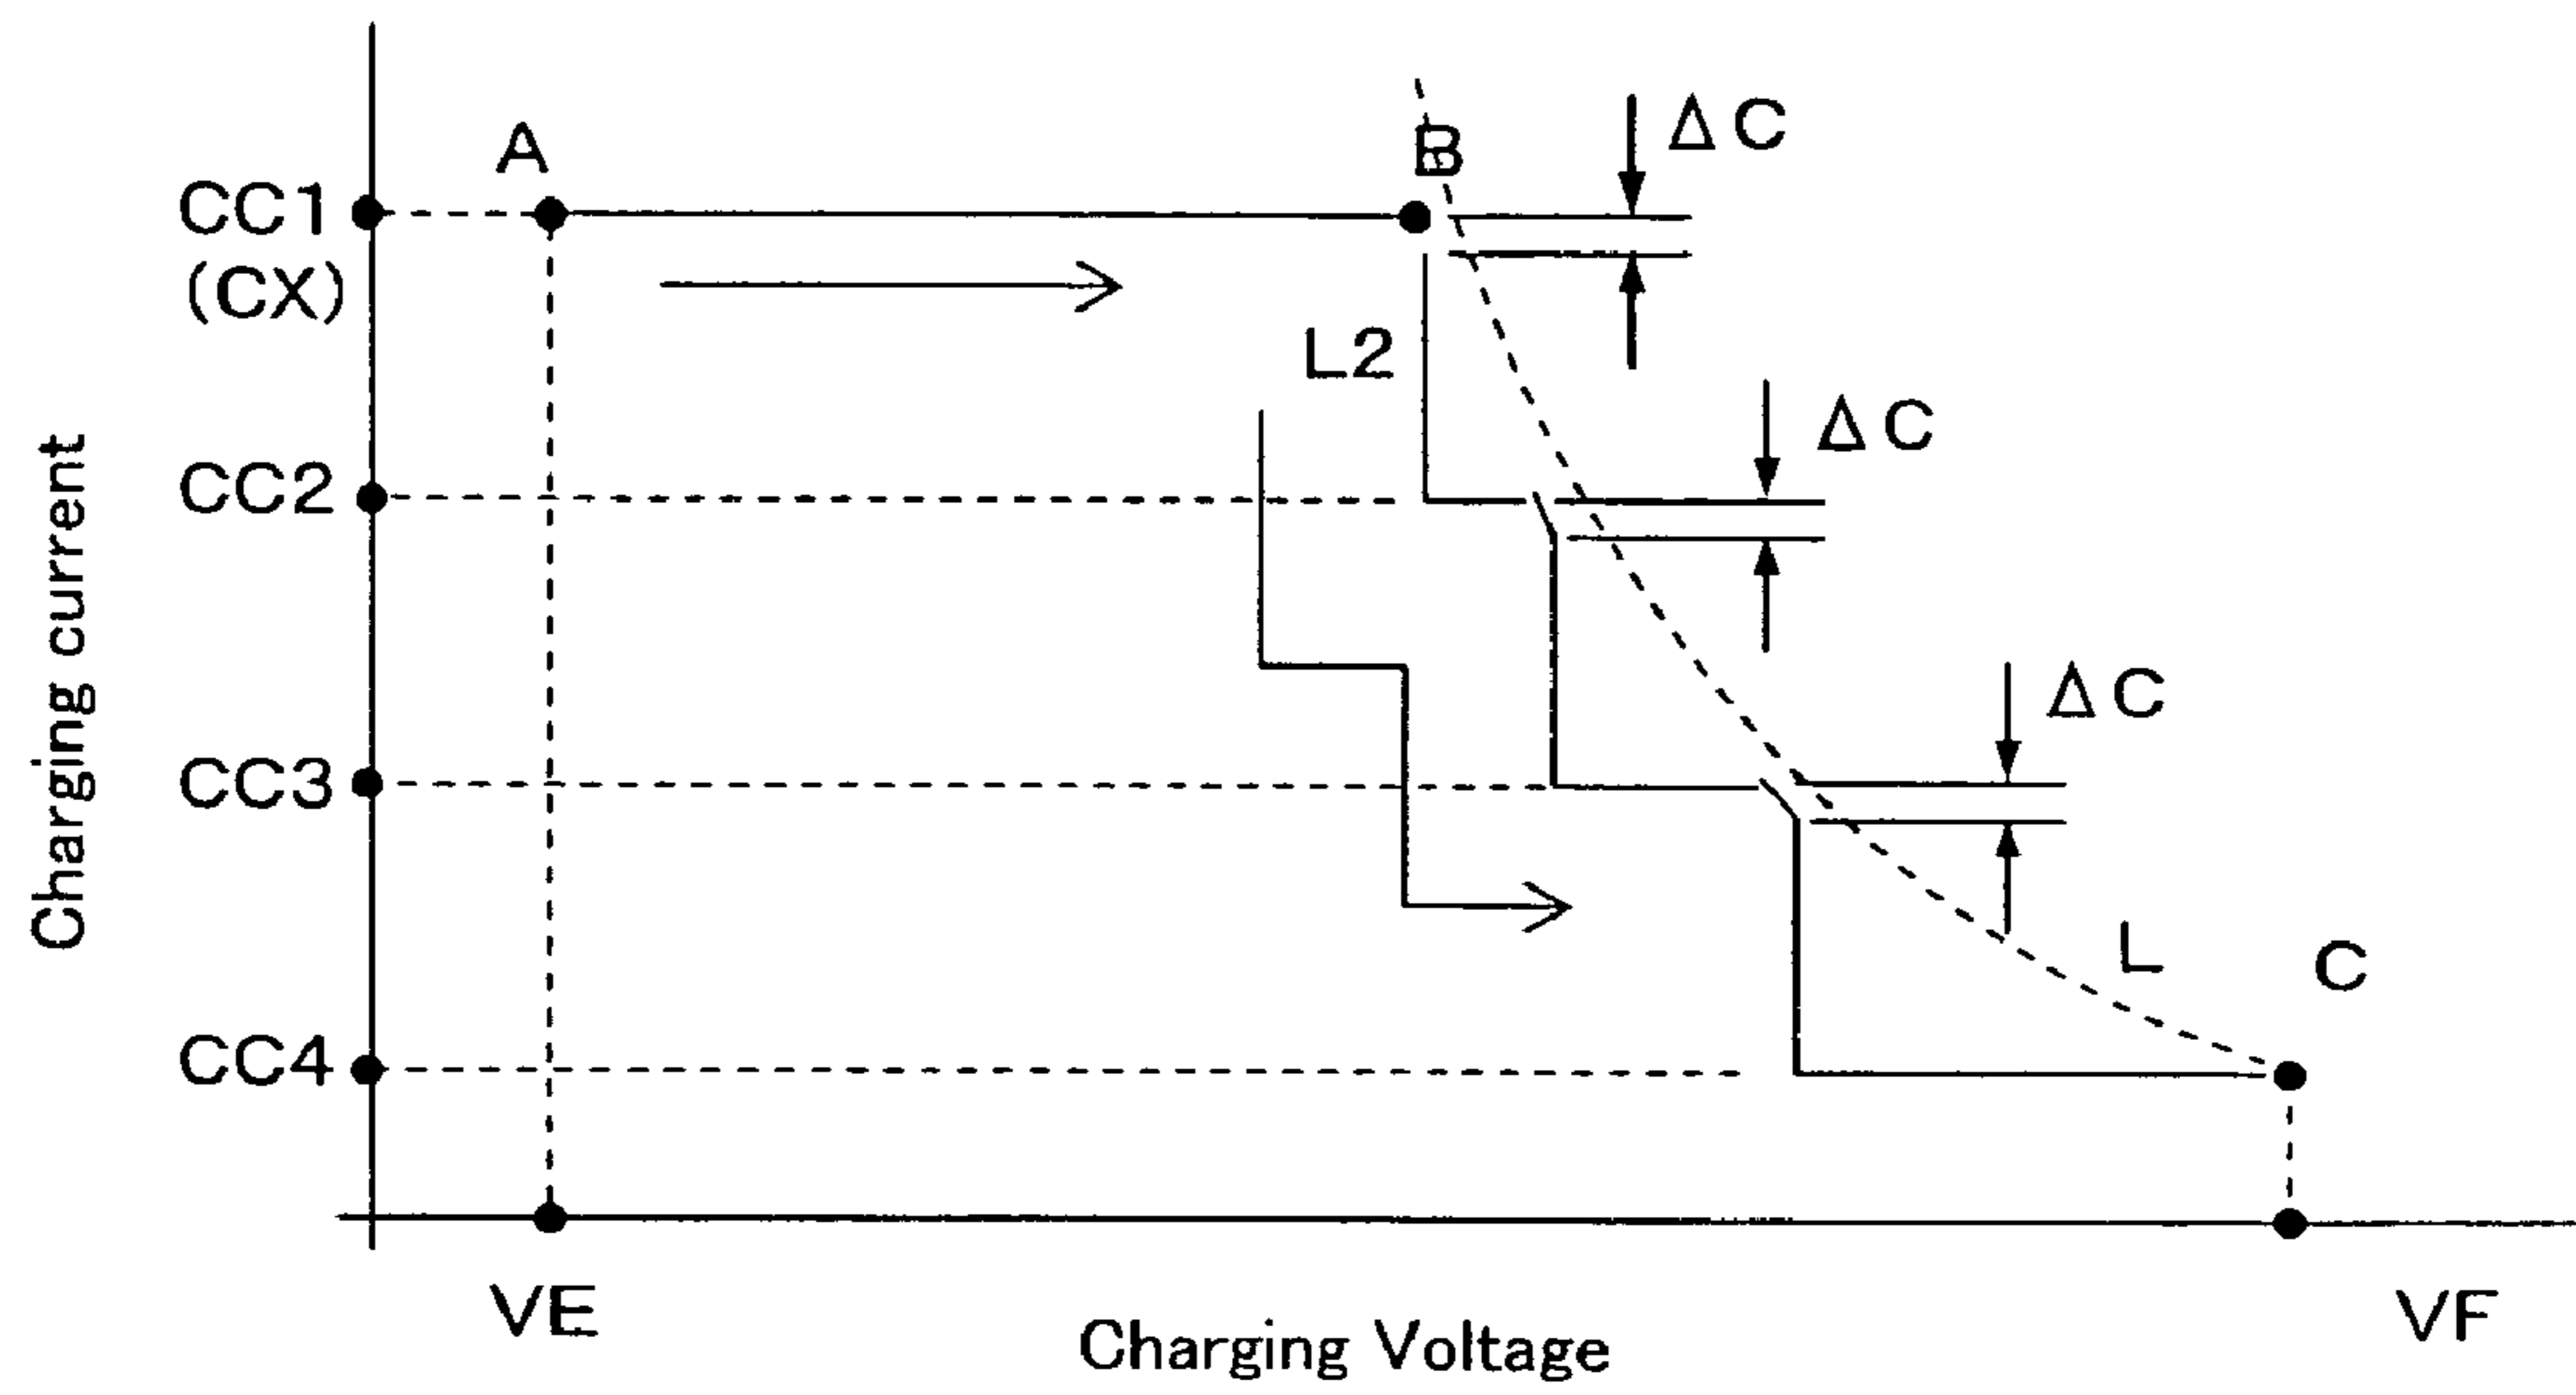 A
B
ΔC
CC1
(CX)
L2
ΔC
CC2
ΔC
CC3
L
C
CC4
Charging current
VE
VF
Charging Voltage